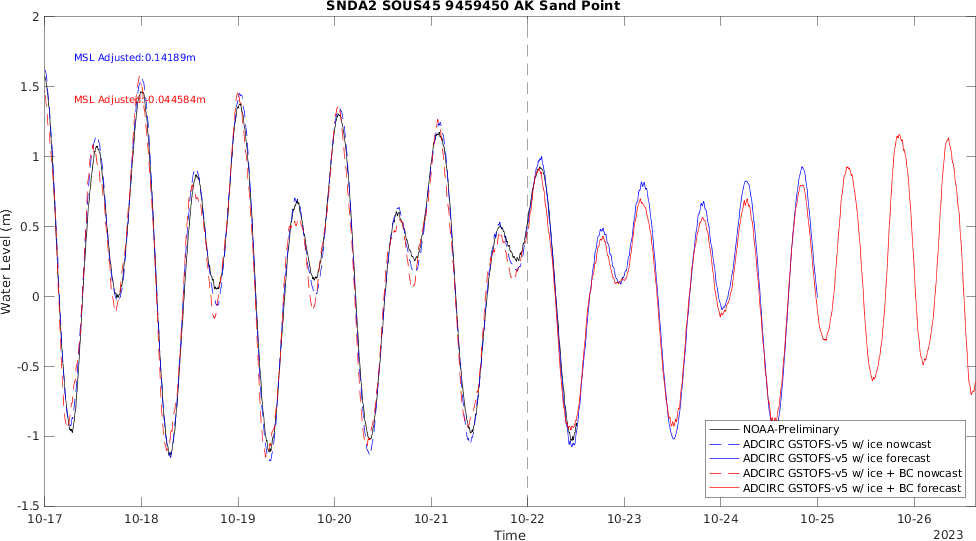 SNDA2 SOUS45 9459450 AK Sand Point
2
1.5
1
0.5
0
-0.5
-1
-1.5
Water Level (m)
MSL Adjusted:0.14189m
MSL Adjusted:-0.044584m
NOAA-Preliminary
ADCIRC GSTOFS-v5 w/ ice nowcast
ADCIRC GSTOFS-v5 w/ ice forecast
ADCIRC GSTOFS-v5 w/ ice + BC nowcast
ADCIRC GSTOFS-v5 w/ ice + BC forecast
10-17 10-18 10-19 10-20 10-21 10-22 10-23 10-24 10-25 10-26
Time
2023